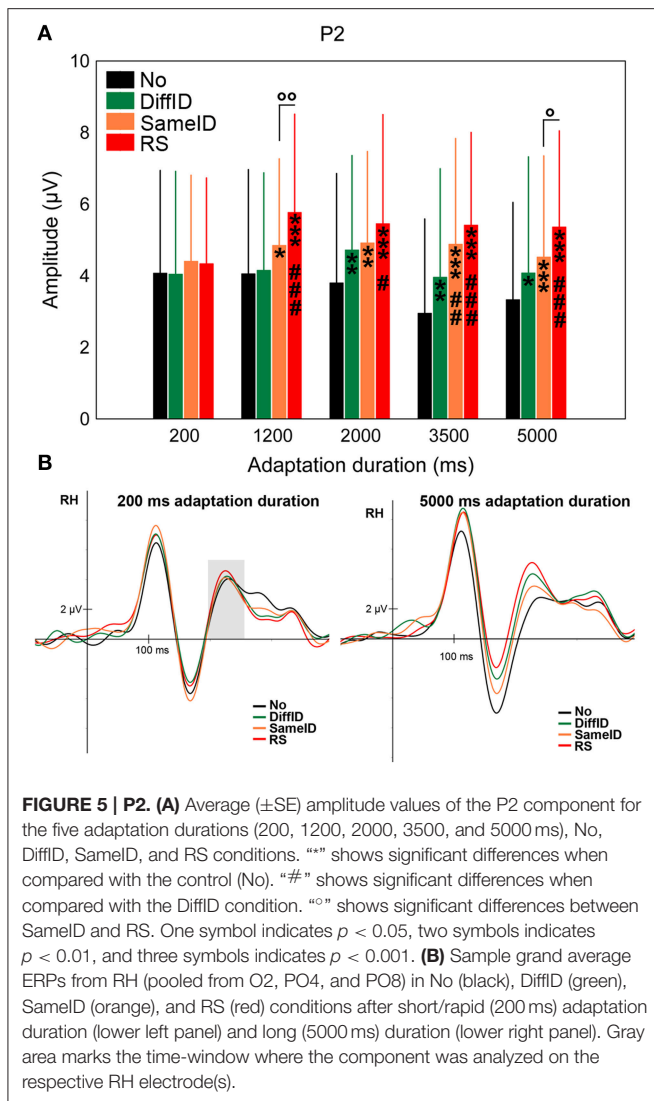 A
P2
10
8
6
4
2
0
Amplitude (µV)
No
DiffID
SameID
RS
°°
°
*
***
###
**
**
***
#
**
***
##
***
###
*
***
***
###
200 1200 2000 3500 5000
Adaptation duration (ms)
B
RH 200 ms adaptation duration
2 µV
100 ms
No
DiffID
SameID
RS
RH 5000 ms adaptation duration
2 µV
100 ms
No
DiffID
SameID
RS
FIGURE 5 | P2. (A) Average (±SE) amplitude values of the P2 component for
the five adaptation durations (200, 1200, 2000, 3500, and 5000 ms), No,
DiffID, SameID, and RS conditions. “*” shows significant differences when
compared with the control (No). “#” shows significant differences when
compared with the DiffID condition. “°” shows significant differences between
SameID and RS. One symbol indicates p < 0.05, two symbols indicates
p < 0.01, and three symbols indicates p < 0.001. (B) Sample grand average
ERPs from RH (pooled from O2, PO4, and PO8) in No (black), DiffID (green),
SameID (orange), and RS (red) conditions after short/rapid (200 ms) adaptation
duration (lower left panel) and long (5000 ms) duration (lower right panel). Gray
area marks the time-window where the component was analyzed on the
respective RH electrode(s).